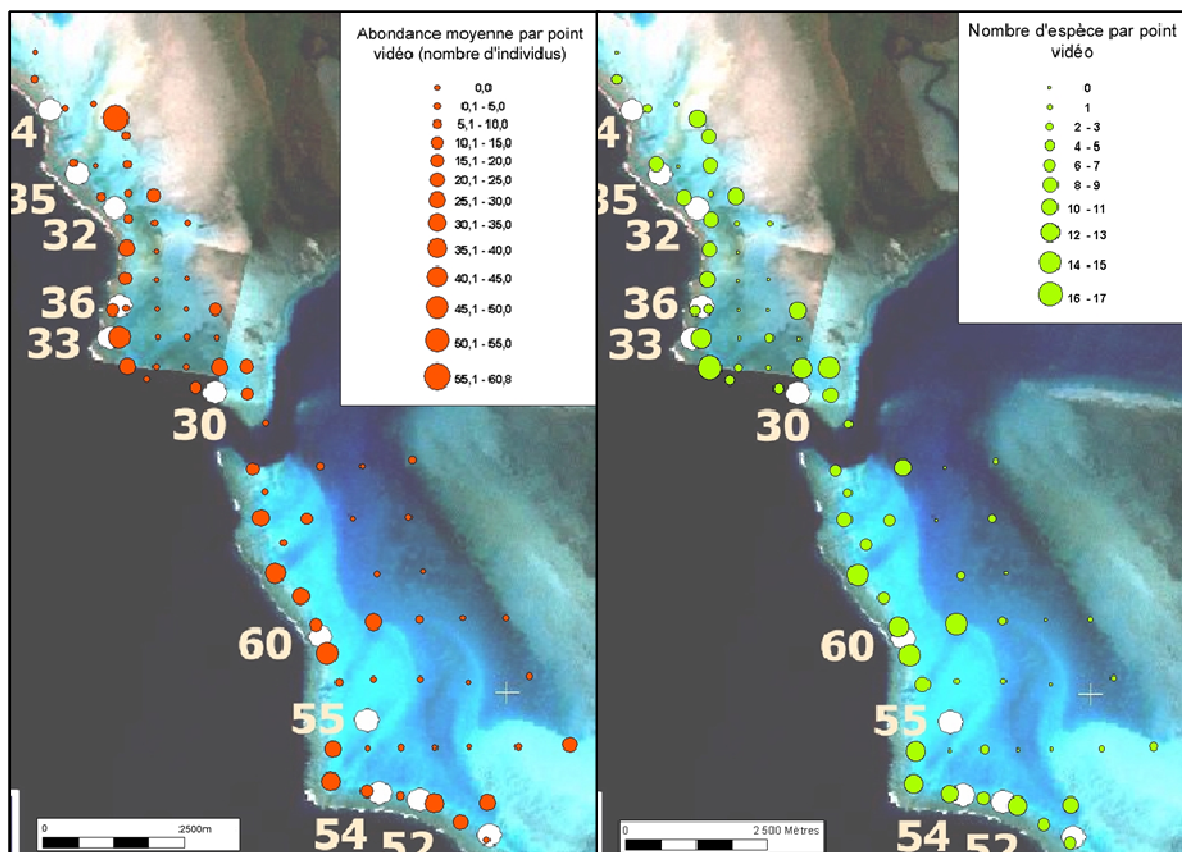 Abondance moyenne par point
vidéo (nombre d'individus)
0,0
0,1 - 5,0
5,1 - 10,0
10,1 - 15,0
15,1 - 20,0
20,1 - 25,0
25,1 - 30,0
30,1 - 35,0
35,1 - 40,0
40,1 - 45,0
45,1 - 50,0
50,1 - 55,0
55,1 - 60,8
4
35
32
36
33
30
60
55
54
52
0
2500m
Nombre d'espèce par point
vidéo
0
1
2 - 3
4 - 5
6 - 7
8 - 9
10 - 11
12 - 13
14 - 15
16 - 17
4
35
32
36
33
30
60
55
54
52
0
2 500 Mètres